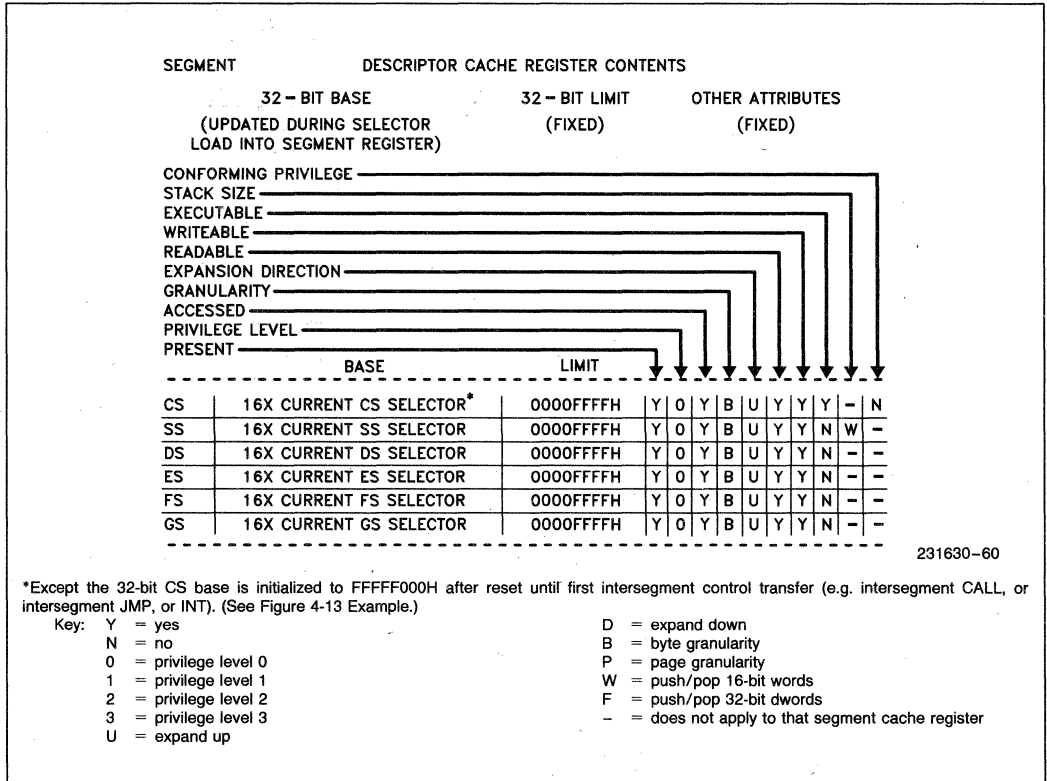 SEGMENT DESCRIPTOR CACHE REGISTER CONTENTS
32 – BIT BASE 32 – BIT LIMIT OTHER ATTRIBUTES
(UPDATED DURING SELECTOR (FIXED) (FIXED)
LOAD INTO SEGMENT REGISTER)
CONFORMING PRIVILEGE
STACK SIZE
EXECUTABLE
WRITEABLE
READABLE
EXPANSION DIRECTION
GRANULARITY
ACCESSED
PRIVILEGE LEVEL
PRESENT
BASE LIMIT
CS 16X CURRENT CS SELECTOR* 0000FFFFH Y 0 Y B U Y Y Y – N
SS 16X CURRENT SS SELECTOR 0000FFFFH Y 0 Y B U Y Y N W –
DS 16X CURRENT DS SELECTOR 0000FFFFH Y 0 Y B U Y Y N – –
ES 16X CURRENT ES SELECTOR 0000FFFFH Y 0 Y B U Y Y N – –
FS 16X CURRENT FS SELECTOR 0000FFFFH Y 0 Y B U Y Y N – –
GS 16X CURRENT GS SELECTOR 0000FFFFH Y 0 Y B U Y Y N – –
231630–60
*Except the 32-bit CS base is initialized to FFFFF000H after reset until first intersegment control transfer (e.g. intersegment CALL, or
intersegment JMP, or INT). (See Figure 4-13 Example.)
Key: Y = yes
N = no
0 = privilege level 0
1 = privilege level 1
2 = privilege level 2
3 = privilege level 3
U = expand up
D = expand down
B = byte granularity
P = page granularity
W = push/pop 16-bit words
F = push/pop 32-bit dwords
– = does not apply to that segment cache register